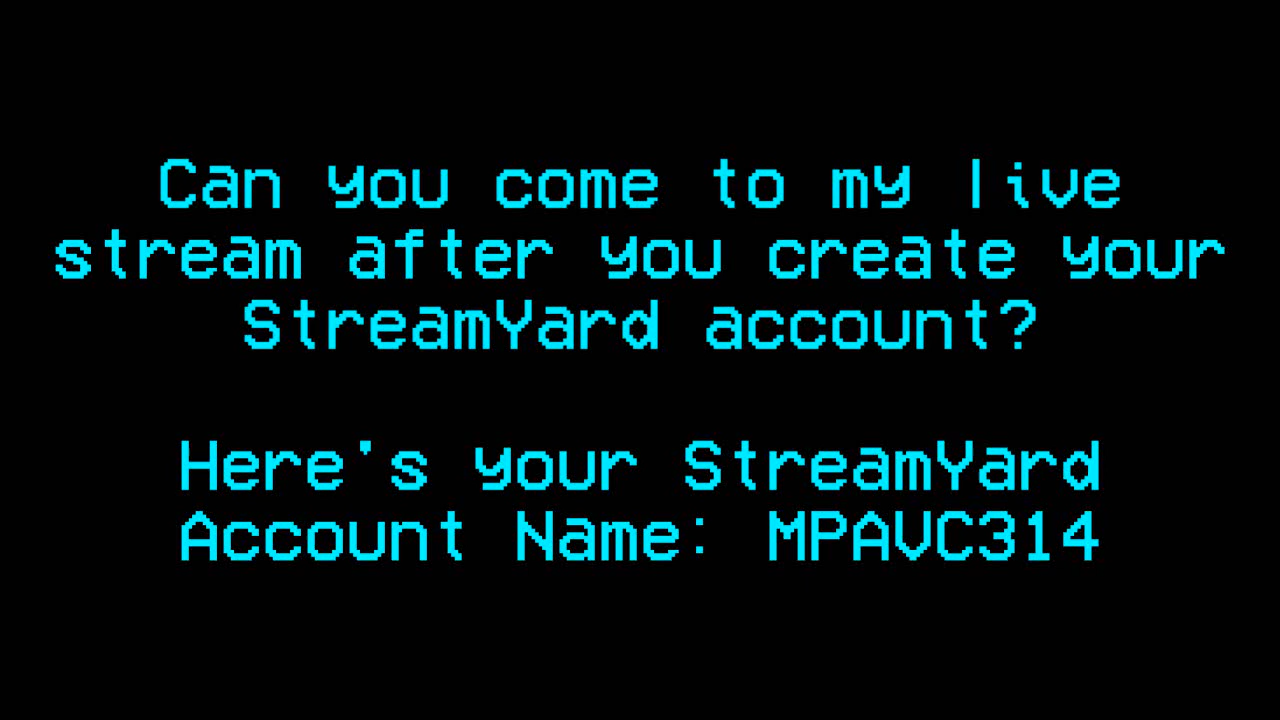 Can you come to my live
stream after you create your
StreamYard account?
Here's your StreamYard
Account Name: MPAVC314